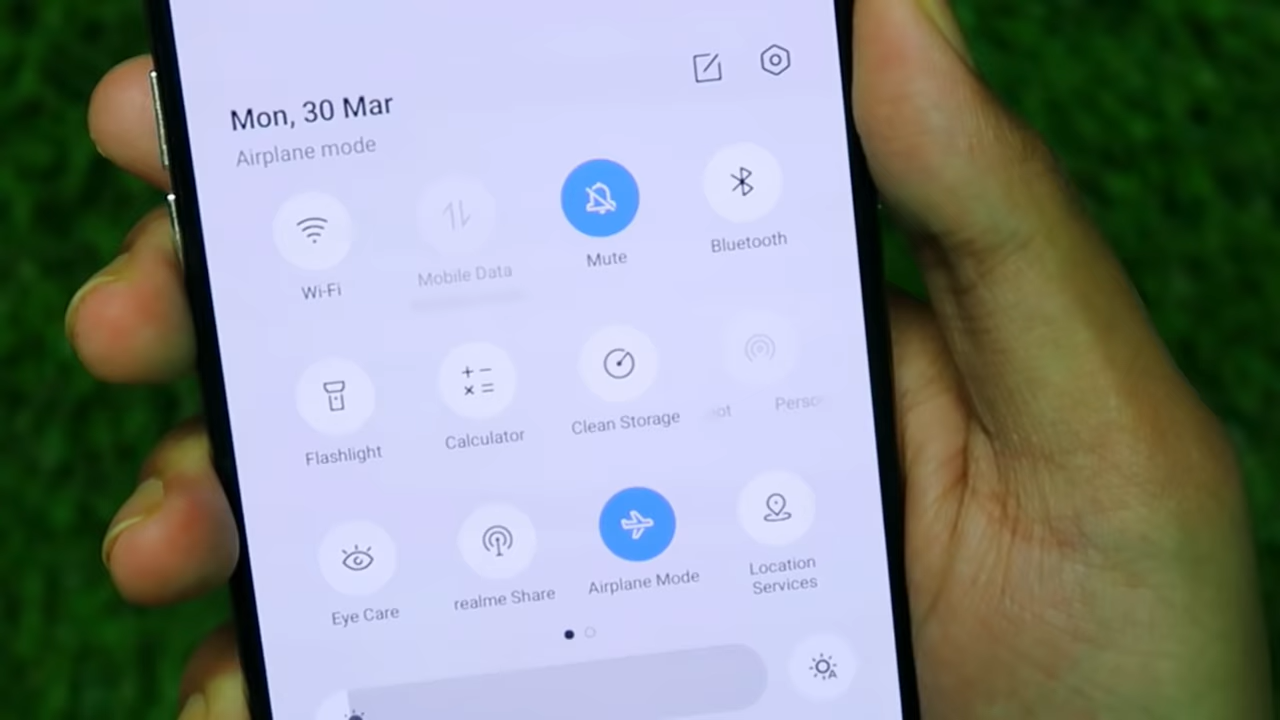 Mon, 30 Mar
Airplane mode
Wi-Fi
Mobile Data
Mute
Bluetooth
Flashlight
Calculator
Clean Storage
ot Perso
Eye Care
realme Share
Airplane Mode
Location
Services